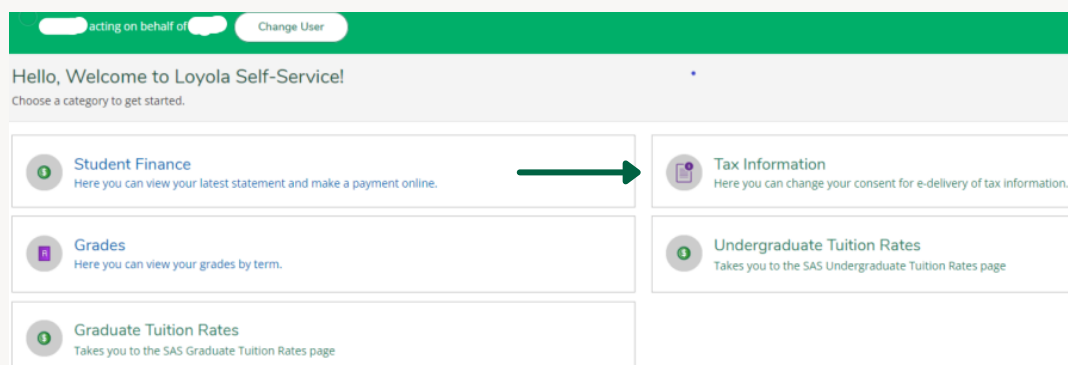 acting on behalf of
Change User
Hello, Welcome to Loyola Self-Service!
Choose a category to get started.
Student Finance
Here you can view your latest statement and make a payment online.
Tax Information
Here you can change your consent for e-delivery of tax information.
Grades
Here you can view your grades by term.
Undergraduate Tuition Rates
Takes you to the SAS Undergraduate Tuition Rates page
Graduate Tuition Rates
Takes you to the SAS Graduate Tuition Rates page